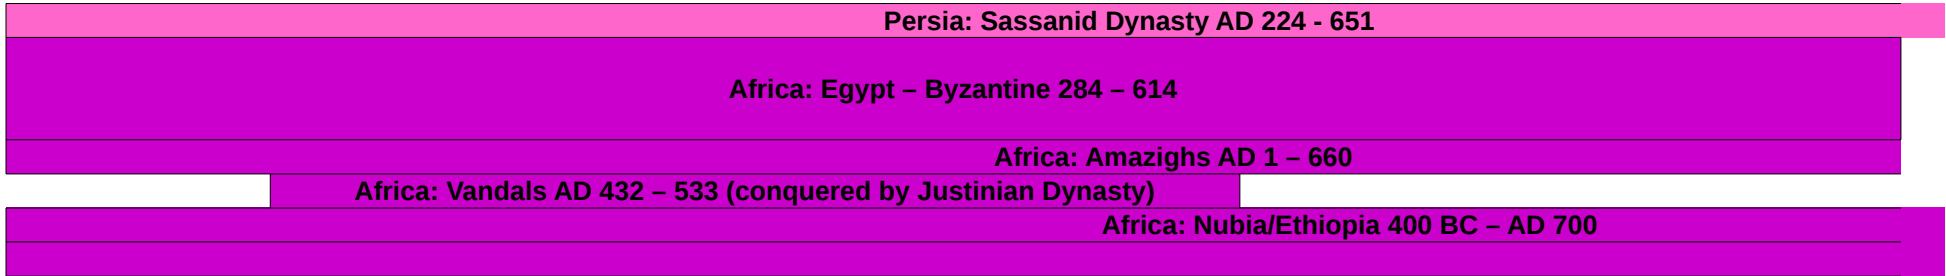 Persia: Sassanid Dynasty AD 224 - 651
Africa: Egypt – Byzantine 284 – 614
Africa: Amazighs AD 1 – 660
Africa: Vandals AD 432 – 533 (conquered by Justinian Dynasty)
Africa: Nubia/Ethiopia 400 BC – AD 700